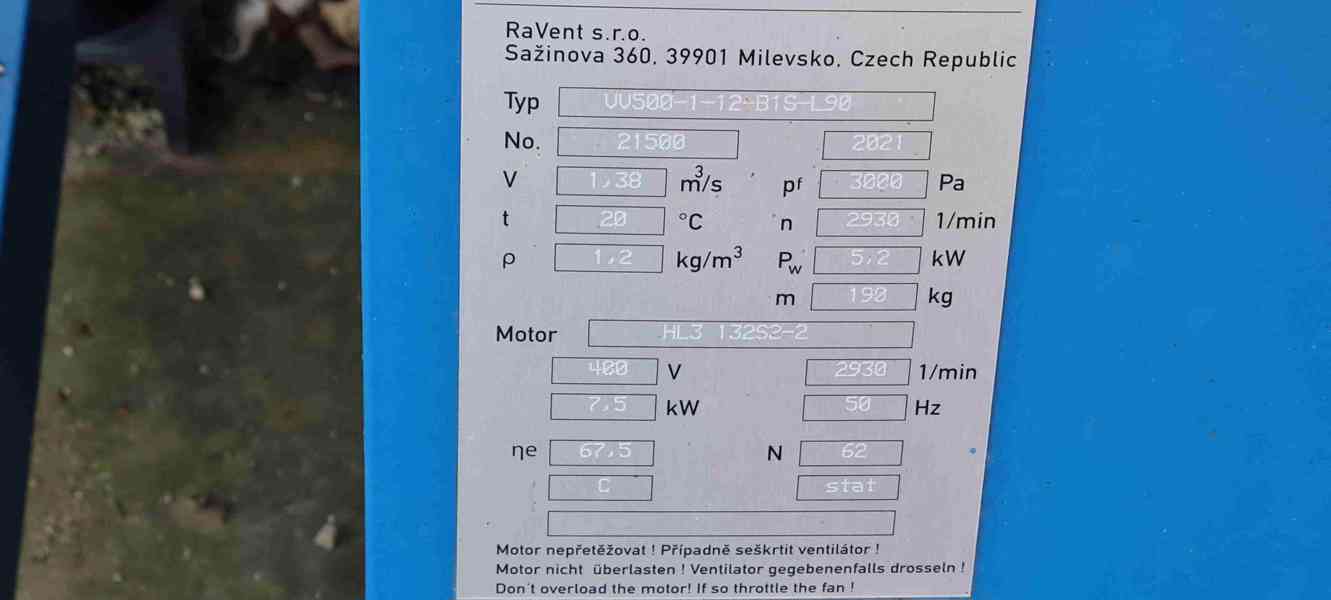 RaVent s.r.o.
Sažinova 360, 39901 Milevsko, Czech Republic
Typ VV500-1-12-B1S-L90
No. 21500 2021
V 1,38 m³/s pf 3000 Pa
t 20 °C n 2930 1/min
ρ 1,2 kg/m³ Pw 5,2 kW
m 190 kg
Motor HL3 132S2-2
400 V 2930 1/min
7,5 kW 50 Hz
ηe 67,5 N 62
C stat
Motor nepřetěžovat ! Případně seškrtit ventilátor !
Motor nicht überlasten ! Ventilator gegebenenfalls drosseln !
Don't overload the motor! If so throttle the fan !